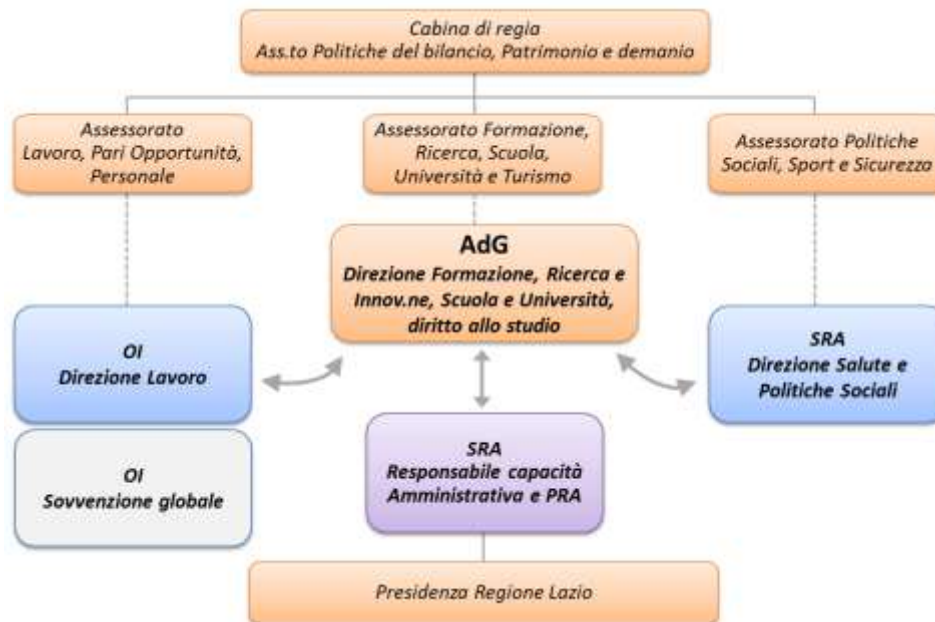 Cabina di regia
Ass.to Politiche del bilancio, Patrimonio e demanio
Assessorato
Lavoro, Pari Opportunità,
Personale
Assessorato Formazione,
Ricerca, Scuola,
Università e Turismo
Assessorato Politiche
Sociali, Sport e Sicurezza
AdG
Direzione Formazione, Ricerca e
Innov.ne, Scuola e Università,
diritto allo studio
OI
Direzione Lavoro
SRA
Direzione Salute e
Politiche Sociali
OI
Sovvenzione globale
SRA
Responsabile capacità
Amministrativa e PRA
Presidenza Regione Lazio